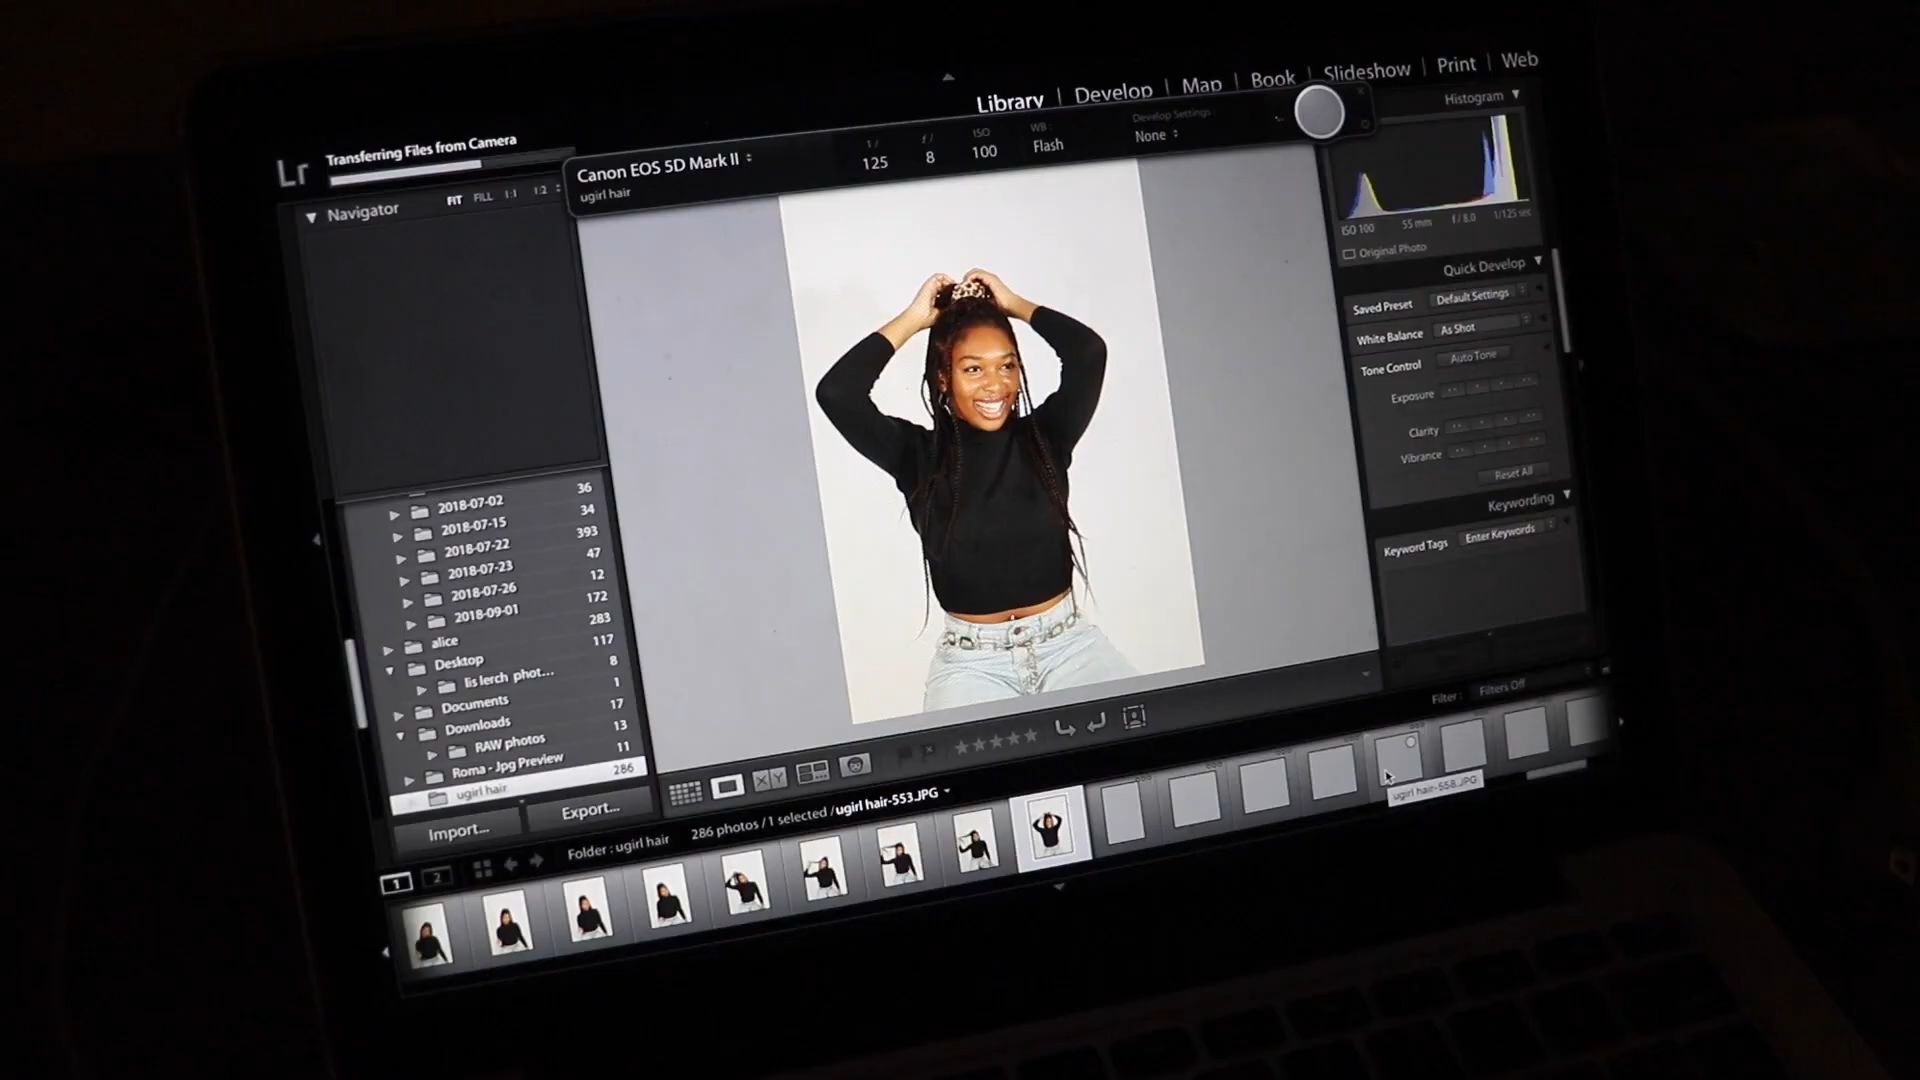 Library | Develop | Map | Book | Slideshow | Print | Web
Lr
Transferring Files from Camera
Canon EOS 5D Mark II
ugirl hair
1/
125
f/
8
ISO
100
WB:
Flash
Develop Settings:
None
Histogram
ISO 100 55 mm f/8.0 1/125 sec
Original Photo
Navigator FIT FILL 1:1 1:2
Quick Develop
Saved Preset Default Settings
White Balance As Shot
Tone Control Auto Tone
Exposure
Clarity
Vibrance
Reset All
Keywording
Keyword Tags Enter Keywords
36
2018-07-02 34
2018-07-15 393
2018-07-22 47
2018-07-23 12
2018-07-26 172
2018-09-01 283
alice 117
Desktop 8
lis lerch phot... 1
Documents 17
Downloads 13
RAW photos 11
Roma - Jpg Preview 286
ugirl hair
Import... Export...
XY
Filter: Filters Off
1 2
Folder : ugirl hair 286 photos / 1 selected / ugirl hair-553.JPG
ugirl hair-558.JPG